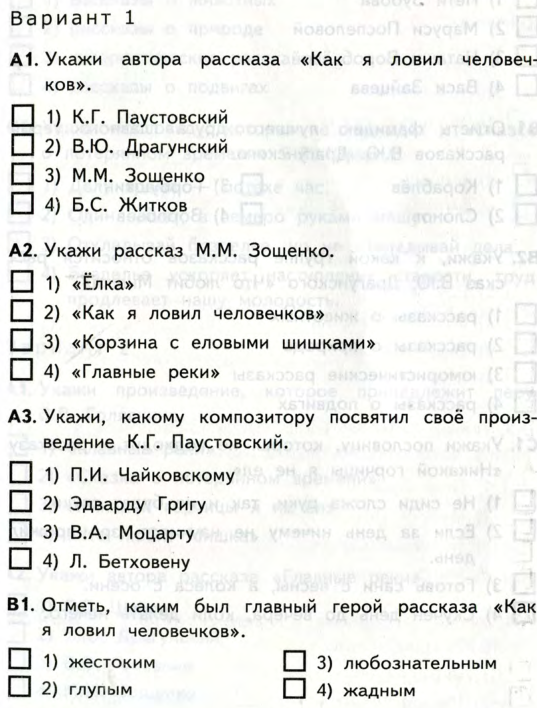 Вариант 1
А1. Укажи автора рассказа «Как я ловил человеч-
ков».
1) К.Г. Паустовский
2) В.Ю. Драгунский
3) М.М. Зощенко
4) Б.С. Житков
А2. Укажи рассказ М.М. Зощенко.
1) «Ёлка»
2) «Как я ловил человечков»
3) «Корзина с еловыми шишками»
4) «Главные реки»
А3. Укажи, какому композитору посвятил своё произ-
ведение К.Г. Паустовский.
1) П.И. Чайковскому
2) Эдварду Григу
3) В.А. Моцарту
4) Л. Бетховену
В1. Отметь, каким был главный герой рассказа «Как
я ловил человечков».
1) жестоким
3) любознательным
2) глупым
4) жадным